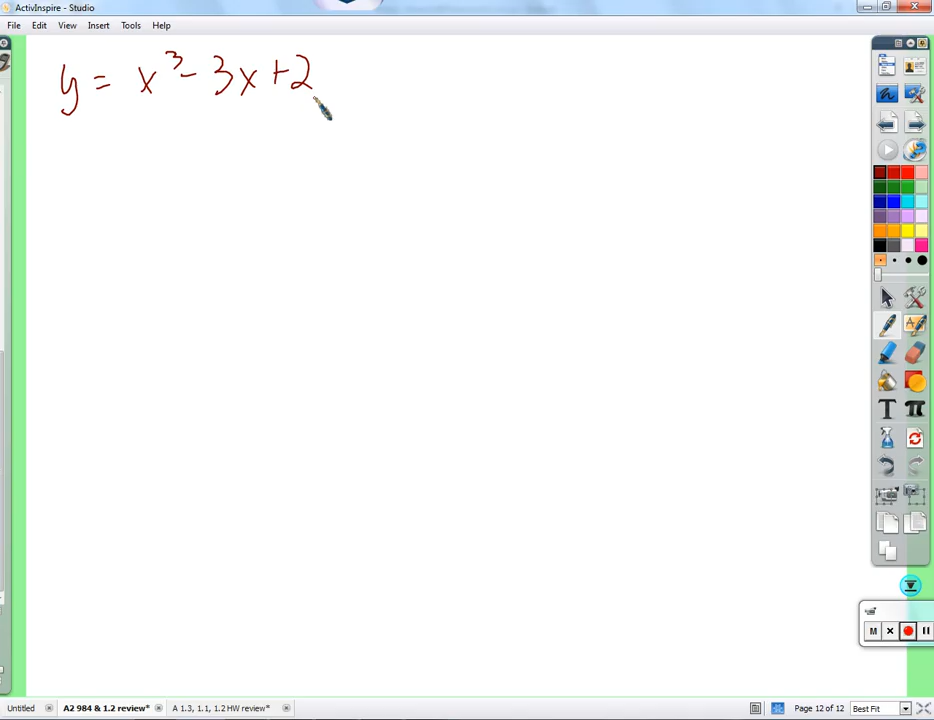 ActivInspire - Studio
File Edit View Insert Tools Help
y = x³ - 3x + 2
M
Untitled A2 984 & 1.2 review* A 1.3, 1.1, 1.2 HW review* Page 12 of 12 Best Fit